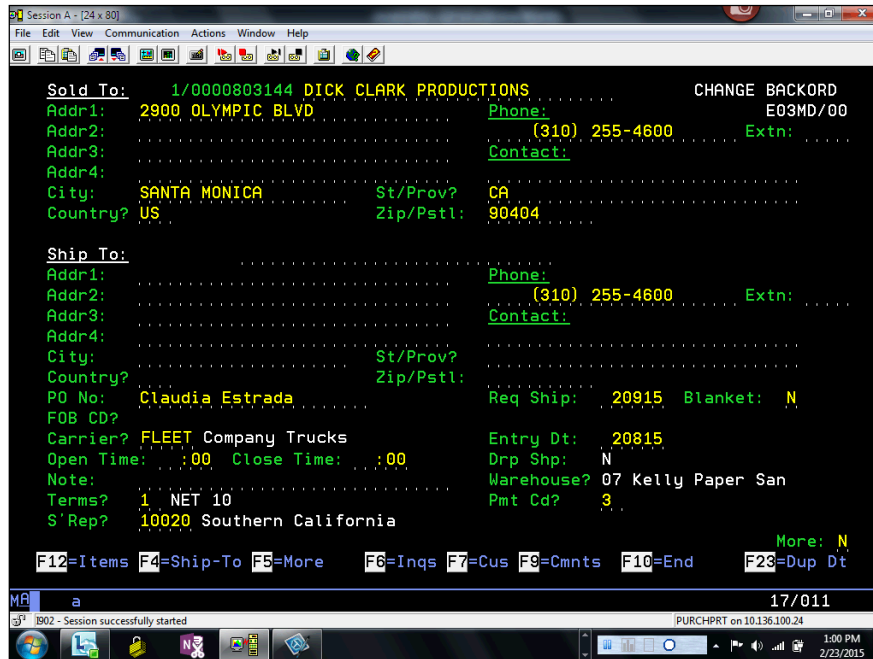 Session A - [24 x 80]
File Edit View Communication Actions Window Help
Sold To: 1/0000803144 DICK CLARK PRODUCTIONS CHANGE BACKORD
Addr1: 2900 OLYMPIC BLVD Phone: E03MD/00
Addr2: (310) 255-4600 Extn:
Addr3: Contact:
Addr4:
City: SANTA MONICA St/Prov? CA
Country? US Zip/Pstl: 90404
Ship To:
Addr1: Phone:
Addr2: (310) 255-4600 Extn:
Addr3: Contact:
Addr4:
City: St/Prov?
Country? Zip/Pstl:
PO No: Claudia Estrada Req Ship: 20915 Blanket: N
FOB CD?
Carrier? FLEET Company Trucks Entry Dt: 20815
Open Time: :00 Close Time: :00 Drp Shp: N
Note: Warehouse? 07 Kelly Paper San
Terms? 1 NET 10 Pmt Cd? 3
S'Rep? 10020 Southern California
More: N
F12=Items F4=Ship-To F5=More F6=Inqs F7=Cus F9=Cmnts F10=End F23=Dup Dt
MA a 17/011
I902 - Session successfully started PURCHPRT on 10.136.100.24
1:00 PM
2/23/2015